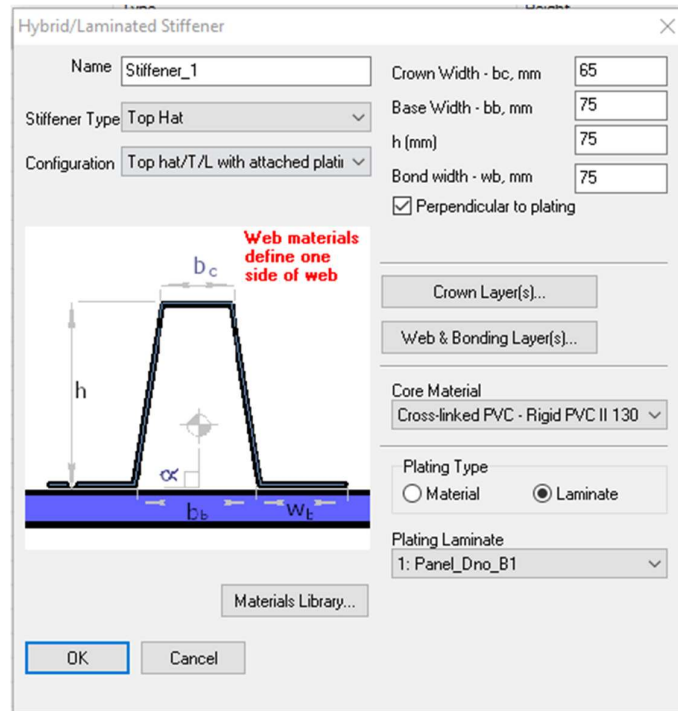 Hybrid/Laminated Stiffener
Name Stiffener_1
Stiffener Type Top Hat
Configuration Top hat/T/L with attached platii
Crown Width - bc, mm 65
Base Width - bb, mm 75
h (mm) 75
Bond width - wb, mm 75
Perpendicular to plating
Web materials
define one
side of web
bc
h
α
bb
wb
Crown Layer(s)...
Web & Bonding Layer(s)...
Core Material
Cross-linked PVC - Rigid PVC II 130
Plating Type
Material Laminate
Plating Laminate
1: Panel_Dno_B1
Materials Library...
OK Cancel